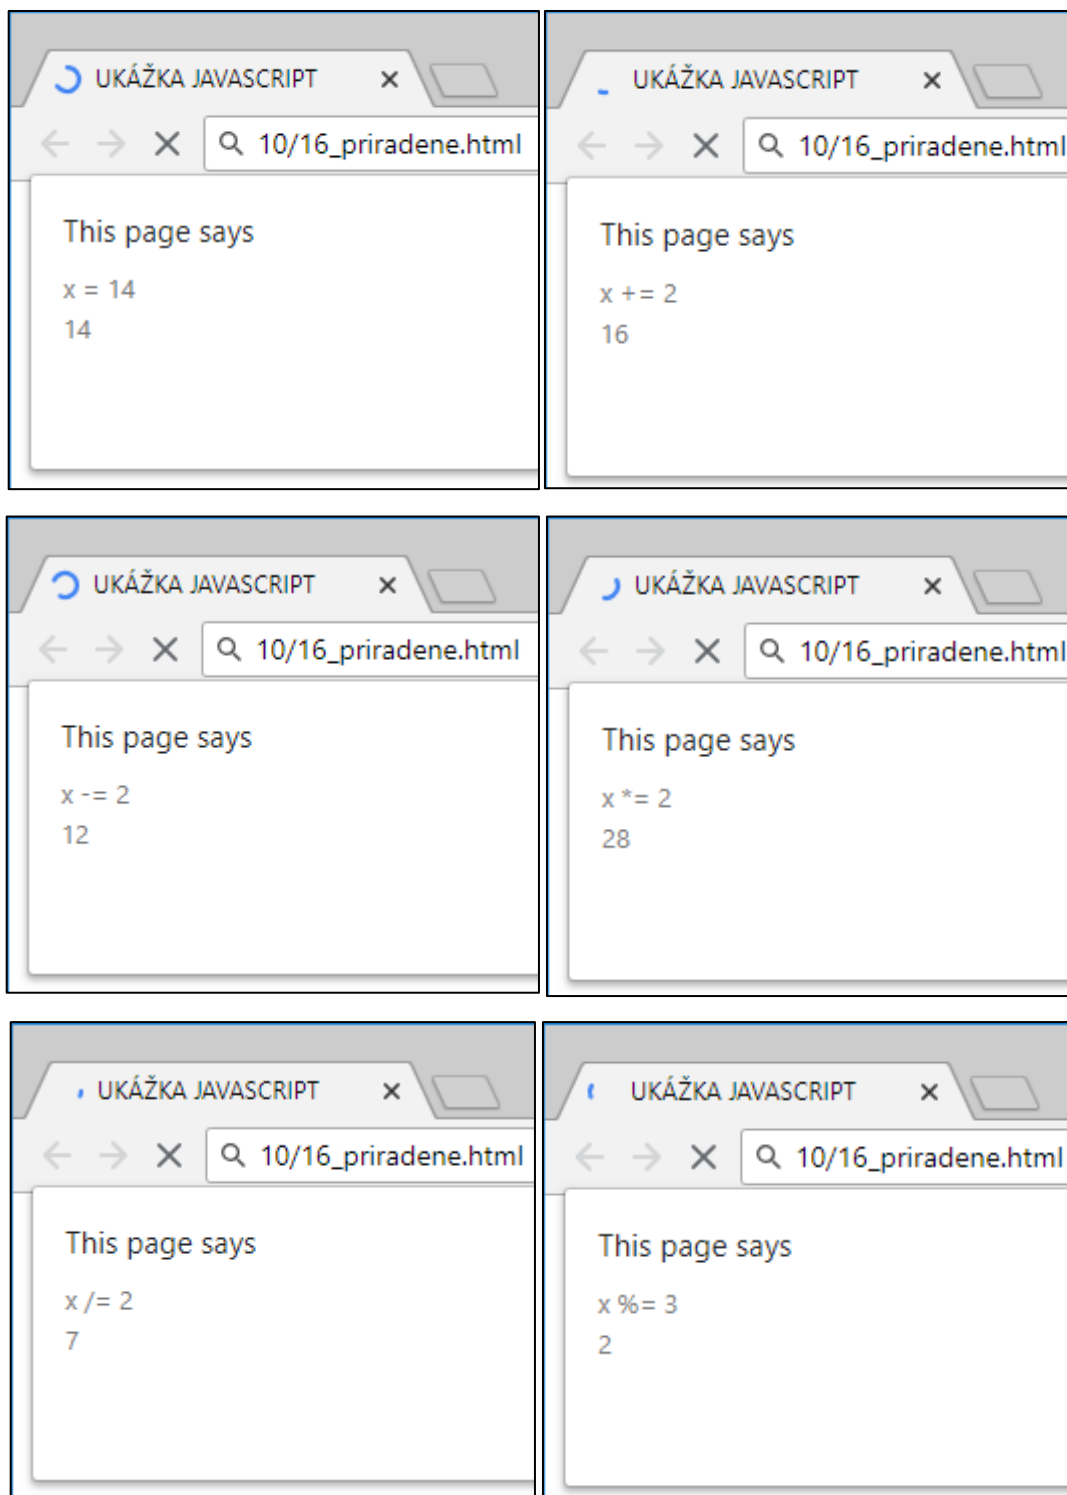 UKÁŽKA JAVASCRIPT
10/16_priradene.html
This page says
x = 14
14
UKÁŽKA JAVASCRIPT
10/16_priradene.html
This page says
x += 2
16
UKÁŽKA JAVASCRIPT
10/16_priradene.html
This page says
x -= 2
12
UKÁŽKA JAVASCRIPT
10/16_priradene.html
This page says
x *= 2
28
UKÁŽKA JAVASCRIPT
10/16_priradene.html
This page says
x /= 2
7
UKÁŽKA JAVASCRIPT
10/16_priradene.html
This page says
x %= 3
2